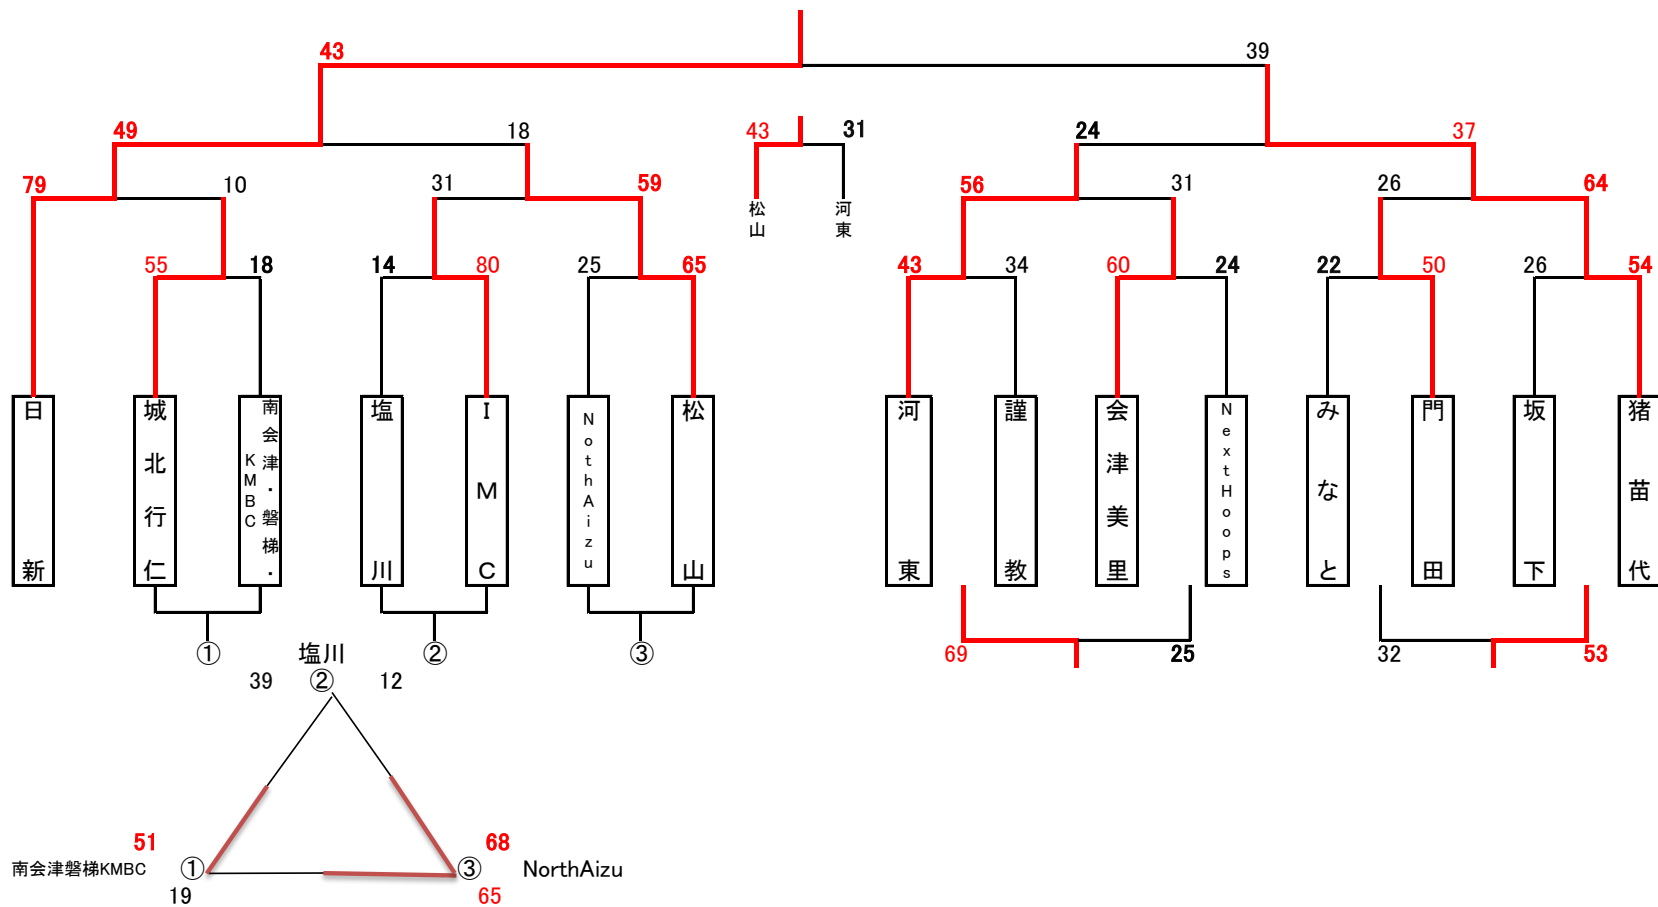 43 39
49 18 43 31 24 37
79 10 31 59 松山 河東 56 31 26 64
55 18 14 80 25 65 43 34 60 24 22 50 26 54
日新
城北行仁
南会津・磐梯・
KMBC
塩川
IMC
NothAizu
松山
河東
謹教
会津美里
NextHoops
みなと
門田
坂下
猪苗代
① ② ③ 69 25 32 53
塩川
39 ② 12
51 68
南会津磐梯KMBC ① ③ NorthAizu
19 65